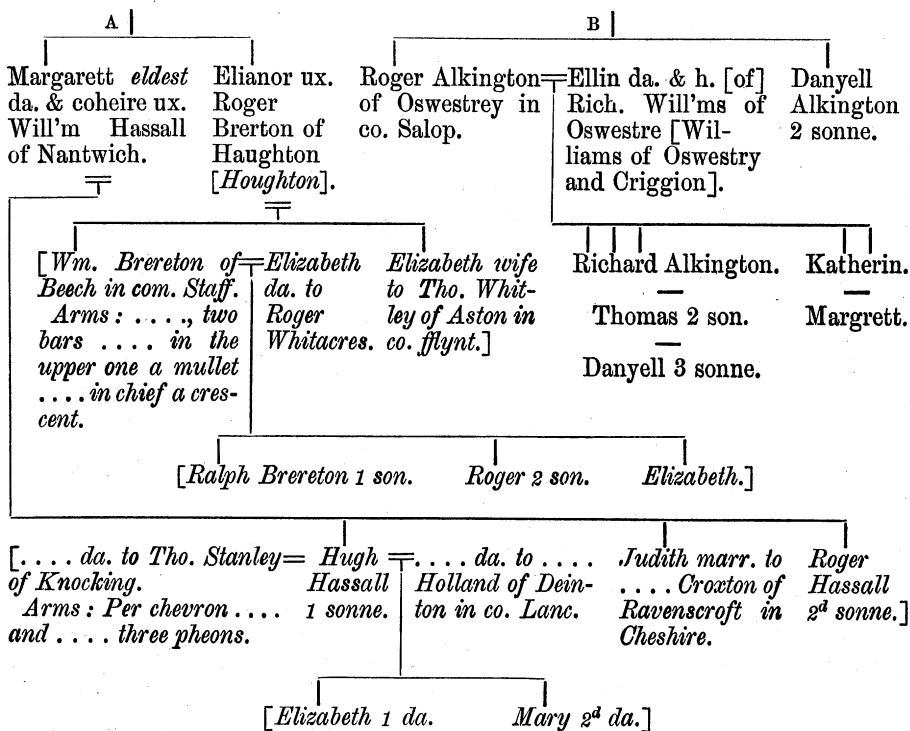 A
B
Margarett eldest
da. & coheire ux.
Will'm Hassall
of Nantwich.
Elianor ux.
Roger
Brerton of
Haughton
[Houghton].
Roger Alkington
of Oswestrey in
co. Salop.
Ellin da. & h. [of]
Rich. Will'ms of
Oswestre [Wil-
liams of Oswestry
and Criggion].
Danyell
Alkington
2 sonne.
[Wm. Brereton of
Beech in com. Staff.
Arms: . . . ., two
bars . . . . in the
upper one a mullet
. . . . in chief a cres-
cent.
Elizabeth
da. to
Roger
Whitacres.
Elizabeth wife
to Tho. Whit-
ley of Aston in
co. fflynt.]
Richard Alkington.
Thomas 2 son.
Danyell 3 sonne.
Katherin.
Margrett.
[Ralph Brereton 1 son.
Roger 2 son.
Elizabeth.]
[. . . . da. to Tho. Stanley
of Knocking.
Arms: Per chevron . . . .
and . . . . three pheons.
Hugh
Hassall
1 sonne.
. . . . da. to . . . .
Holland of Dein-
ton in co. Lanc.
Judith marr. to
. . . . Croxton of
Ravenscroft in
Cheshire.
Roger
Hassall
2d sonne.]
[Elizabeth 1 da.
Mary 2d da.]